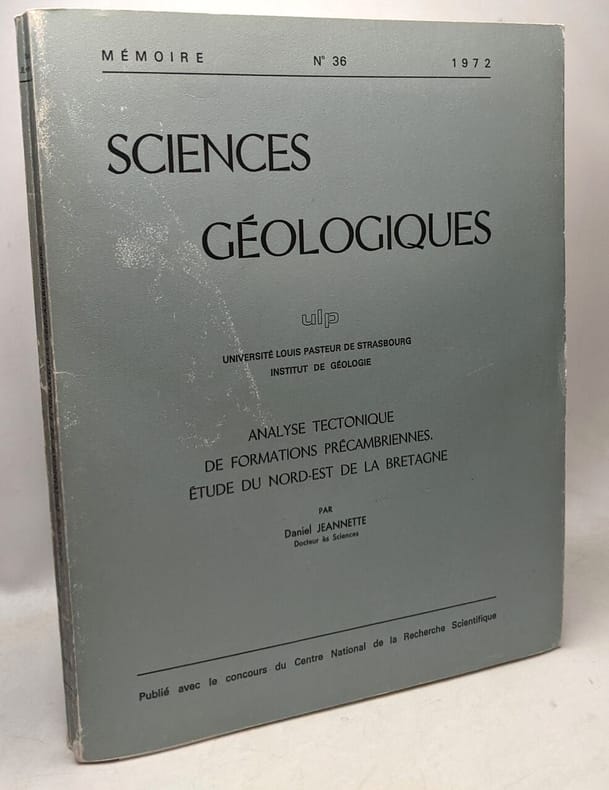 MÉMOIRE N° 36 1972
SCIENCES
GÉOLOGIQUES
ulp
UNIVERSITÉ LOUIS PASTEUR DE STRASBOURG
INSTITUT DE GÉOLOGIE
ANALYSE TECTONIQUE
DE FORMATIONS PRÉCAMBRIENNES.
ÉTUDE DU NORD-EST DE LA BRETAGNE
PAR
Daniel JEANNETTE
Docteur ès Sciences
Publié avec le concours du Centre National de la Recherche Scientifique